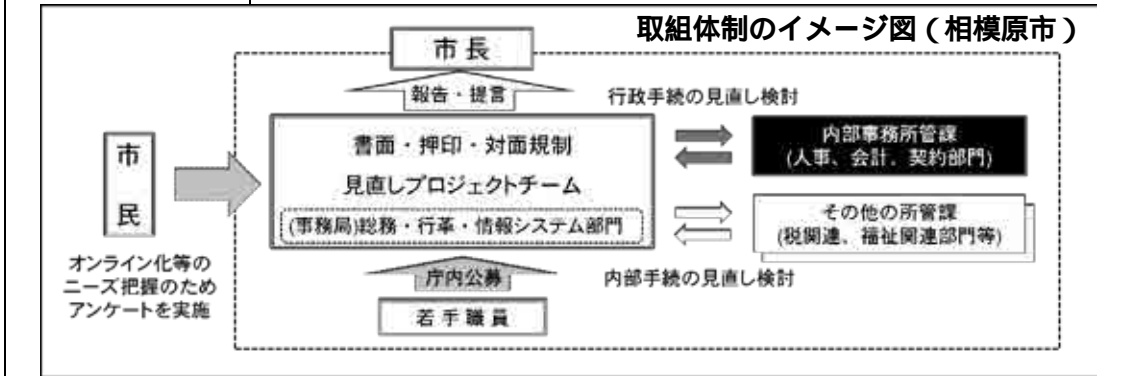 取組体制のイメージ図(相模原市)
市長
報告・提言
行政手続の見直し検討
市民
書面・押印・対面規制
見直しプロジェクトチーム
(事務局)総務・行革・情報システム部門
内部事務所管課
(人事、会計、契約部門)
その他の所管課
(税関連、福祉関連部門等)
オンライン化等の
ニーズ把握のため
アンケートを実施
庁内公募
内部手続の見直し検討
若手職員